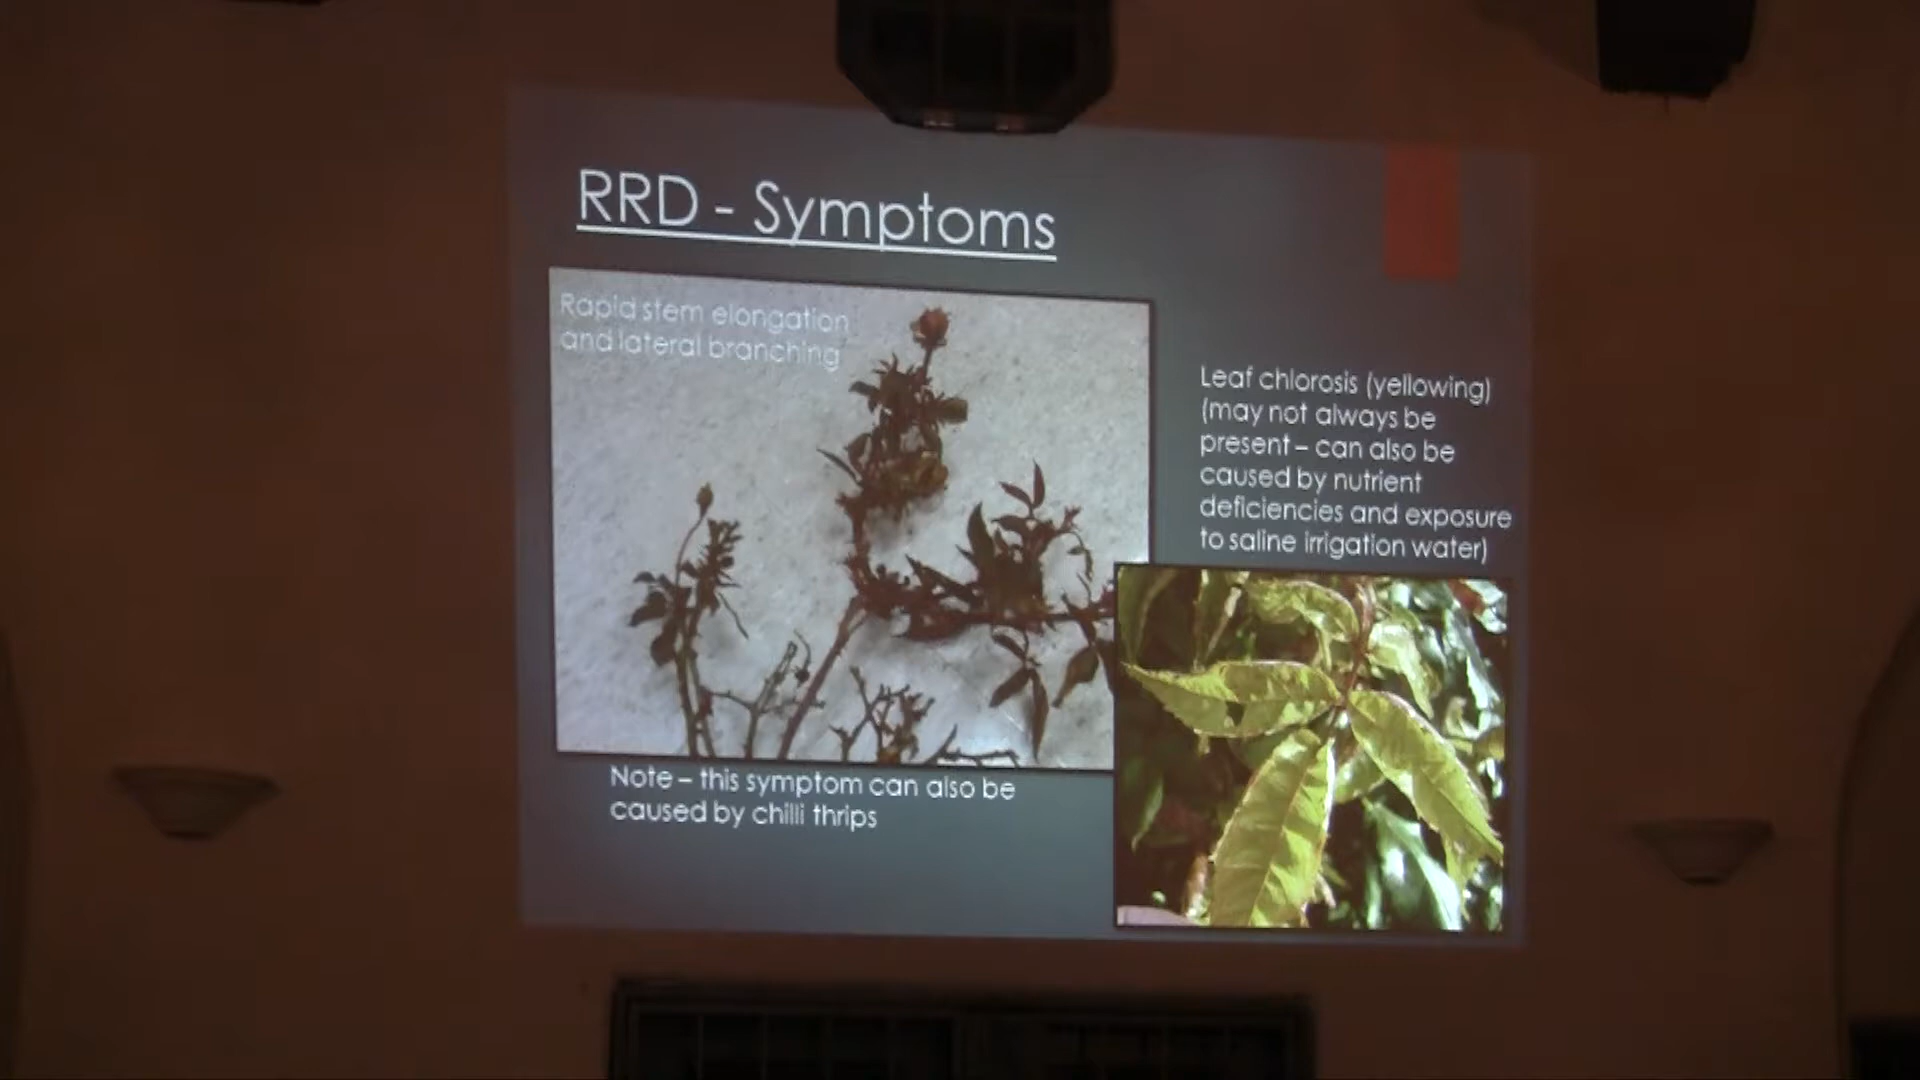 RRD - Symptoms
Rapid stem elongation
and lateral branching
Leaf chlorosis (yellowing)
(may not always be
present – can also be
caused by nutrient
deficiencies and exposure
to saline irrigation water)
Note – this symptom can also be
caused by chilli thrips